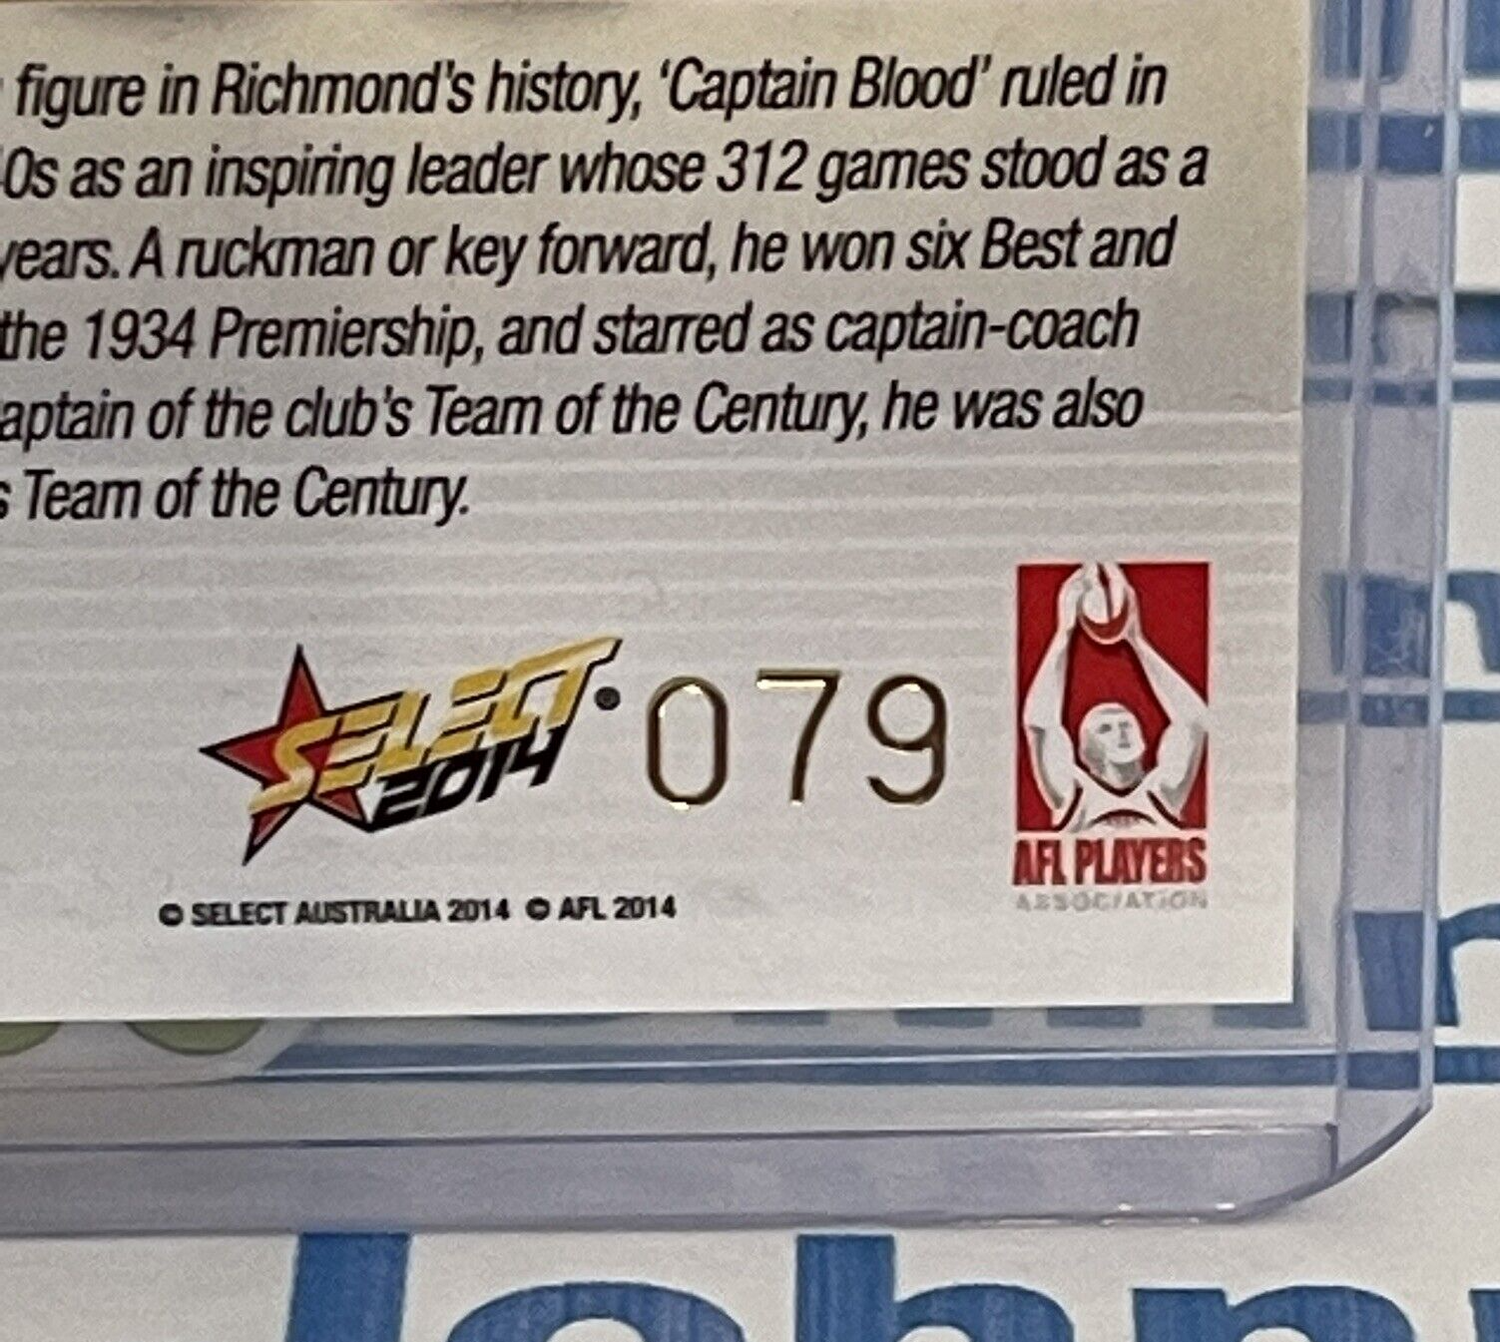 figure in Richmond's history, 'Captain Blood' ruled in
0s as an inspiring leader whose 312 games stood as a
years. A ruckman or key forward, he won six Best and
the 1934 Premiership, and starred as captain-coach
aptain of the club's Team of the Century, he was also
s Team of the Century.
SELECT
2014
079
AFL PLAYERS
ASSOCIATION
© SELECT AUSTRALIA 2014 © AFL 2014